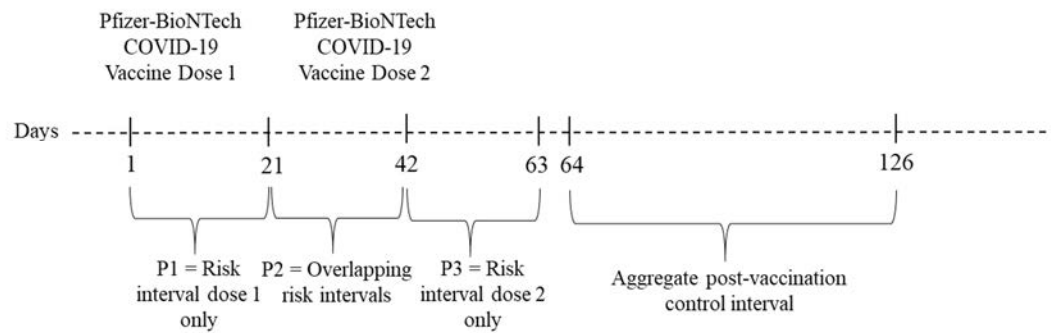 Pfizer-BioNTech
COVID-19
Vaccine Dose 1
Pfizer-BioNTech
COVID-19
Vaccine Dose 2
Days
1 21 42 63 64 126
P1 = Risk
interval dose 1
only
P2 = Overlapping
risk intervals
P3 = Risk
interval dose 2
only
Aggregate post-vaccination
control interval